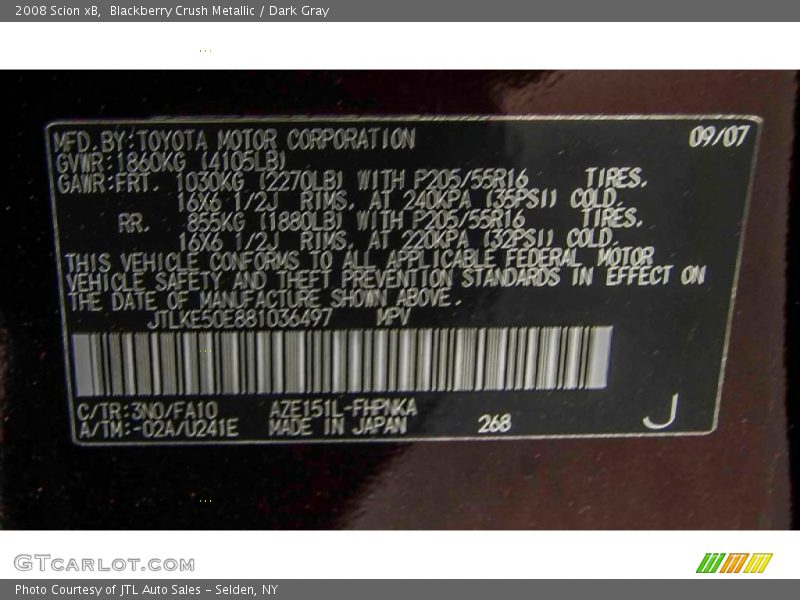 2008 Scion xB,  Blackberry Crush Metallic / Dark Gray
MFD.BY:TOYOTA MOTOR CORPORATION 09/07
GVWR:1860KG (4105LB)
GAWR:FRT. 1030KG (2270LB) WITH P205/55R16 TIRES,
16X6 1/2J RIMS, AT 240KPA (35PSI) COLD.
RR. 855KG (1880LB) WITH P205/55R16 TIRES,
16X6 1/2J RIMS, AT 220KPA (32PSI) COLD.
THIS VEHICLE CONFORMS TO ALL APPLICABLE FEDERAL MOTOR
VEHICLE SAFETY AND THEFT PREVENTION STANDARDS IN EFFECT ON
THE DATE OF MANUFACTURE SHOWN ABOVE.
JTLKE50E881036497 MPV
C/TR:3N0/FA10 AZE151L-FHPNKA
A/TM:-02A/U241E MADE IN JAPAN 268 J
GTCarLot.com
Photo Courtesy of JTL Auto Sales - Selden, NY